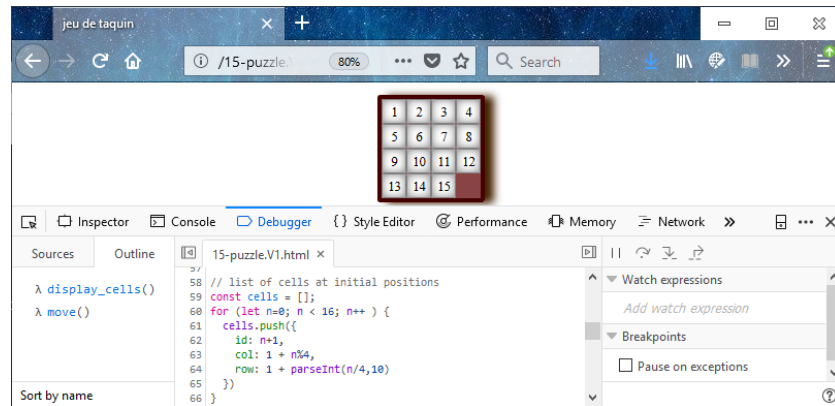 jeu de taquin
/15-puzzle.
80%
Search
1 2 3 4
5 6 7 8
9 10 11 12
13 14 15
Inspector Console Debugger {} Style Editor Performance Memory Network
Sources Outline 15-puzzle.V1.html
λ display_cells()
λ move()
Sort by name
57
58 // list of cells at initial positions
59 const cells = [];
60 for (let n=0; n < 16; n++ ) {
61 cells.push({
62 id: n+1,
63 col: 1 + n%4,
64 row: 1 + parseInt(n/4,10)
65 })
66 }
Watch expressions
Add watch expression
Breakpoints
Pause on exceptions